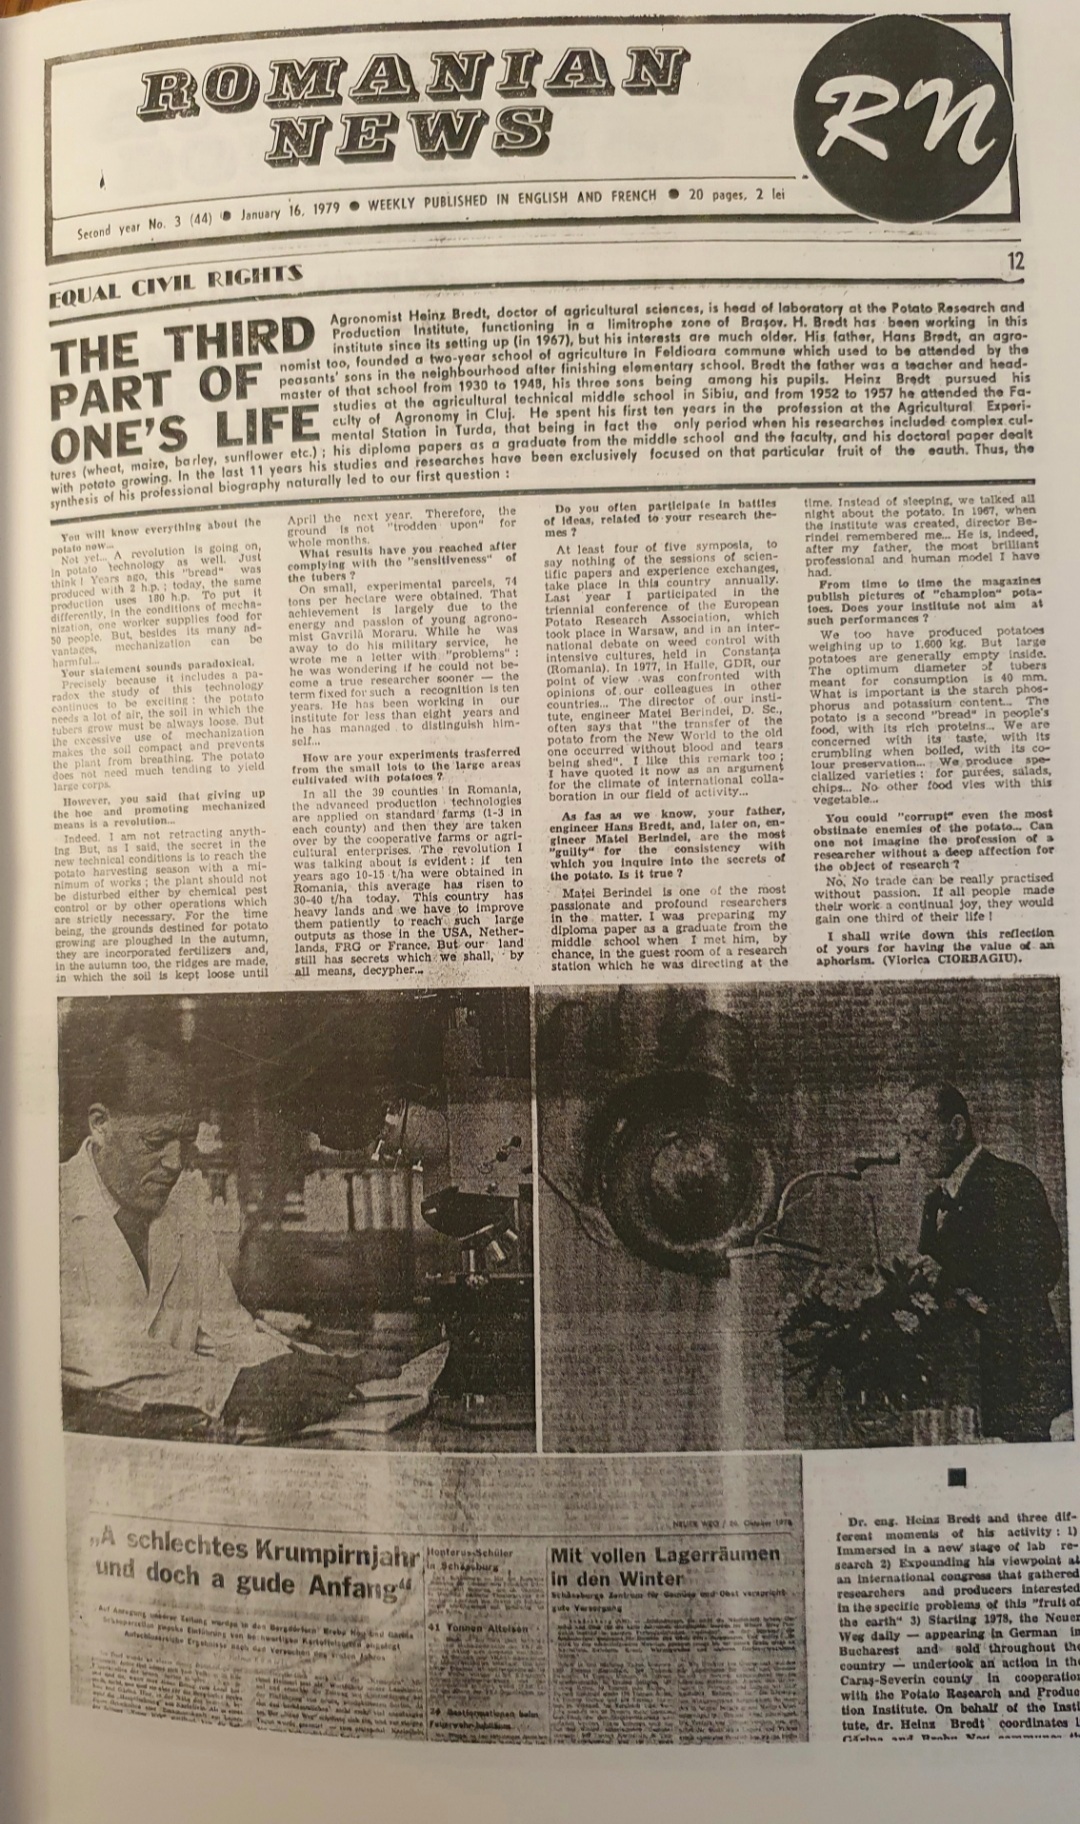 ROMANIAN
NEWS
RN
Second year No. 3 (44) ● January 16, 1979 ● WEEKLY PUBLISHED IN ENGLISH AND FRENCH ● 20 pages, 2 lei
EQUAL CIVIL RIGHTS
12
THE THIRD
PART OF
ONE'S LIFE
Agronomist Heinz Bredt, doctor of agricultural sciences, is head of laboratory at the Potato Research and
Production Institute, functioning in a limitrophe zone of Brașov. H. Bredt has been working in this
institute since its setting up (in 1967), but his interests are much older. His father, Hans Bredt, an agro-
nomist too, founded a two-year school of agriculture in Feldioara commune which used to be attended by the
peasants' sons in the neighbourhood after finishing elementary school. Bredt the father was a teacher and head-
master of that school from 1930 to 1948, his three sons being among his pupils. Heinz Bredt pursued his
studies at the agricultural technical middle school in Sibiu, and from 1952 to 1957 he attended the Fa-
culty of Agronomy in Cluj. He spent his first ten years in the profession at the Agricultural Experi-
mental Station in Turda, that being in fact the only period when his researches included complex cul-
tures (wheat, maize, barley, sunflower etc.) ; his diploma papers as a graduate from the middle school and the faculty, and his doctoral paper dealt
with potato growing. In the last 11 years his studies and researches have been exclusively focused on that particular fruit of the eauth. Thus, the
synthesis of his professional biography naturally led to our first question :
You will know everything about the
potato now...
Not yet... A revolution is going on,
in potato technology as well. Just
think ! Years ago, this "bread" was
produced with 2 h.p. ; today, the same
production uses 180 h.p. To put it
differently, in the conditions of mecha-
nization, one worker supplies food for
50 people. But, besides its many ad-
vantages, mechanization can be
harmful...
Your statement sounds paradoxical.
Precisely because it includes a pa-
radox the study of this technology
continues to be exciting : the potato
needs a lot of air, the soil in which the
tubers grow must be always loose. But
the excessive use of mechanization
makes the soil compact and prevents
the plant from breathing. The potato
does not need much tending to yield
large corps.
However, you said that giving up
the hoe and promoting mechanized
means is a revolution...
Indeed. I am not retracting anyth-
ing But, as I said, the secret in the
new technical conditions is to reach the
potato harvesting season with a mi-
nimum of works ; the plant should not
be disturbed either by chemical pest
control or by other operations which
are strictly necessary. For the time
being, the grounds destined for potato
growing are ploughed in the autumn,
they are incorporated fertilizers and,
in the autumn too, the ridges are made,
in which the soil is kept loose until
April the next year. Therefore, the
ground is not "trodden upon" for
whole months.
What results have you reached after
complying with the "sensitiveness" of
the tubers ?
On small, experimental parcels, 74
tons per hectare were obtained. That
achievement is largely due to the
energy and passion of young agrono-
mist Gavrilă Moraru. While he was
away to do his military service, he
wrote me a letter with "problems" :
he was wondering if he could not be-
come a true researcher sooner — the
term fixed for such a recognition is ten
years. He has been working in our
institute for less than eight years and
he has managed to distinguish him-
self...
How are your experiments trasferred
from the small lots to the large areas
cultivated with potatoes ?
In all the 39 counties in Romania,
the advanced production technologies
are applied on standard farms (1-3 in
each county) and then they are taken
over by the cooperative farms or agri-
cultural enterprises. The revolution I
was talking about is evident : if ten
years ago 10-15 t/ha were obtained in
Romania, this average has risen to
30-40 t/ha today. This country has
heavy lands and we have to improve
them patiently to reach such large
outputs as those in the USA, Nether-
lands, FRG or France. But our land
still has secrets which we shall, by
all means, decypher...
Do you often participate in battles
of ideas, related to your research the-
mes ?
At least four of five symposia, to
say nothing of the sessions of scien-
tific papers and experience exchanges,
take place in this country annually.
Last year I participated in the
triennial conference of the European
Potato Research Association, which
took place in Warsaw, and in an inter-
national debate on weed control with
intensive cultures, held in Constanța
(Romania). In 1977, in Halle, GDR, our
point of view was confronted with
opinions of our colleagues in other
countries... The director of our insti-
tute, engineer Matei Berindei, D. Sc.,
often says that "the transfer of the
potato from the New World to the old
one occurred without blood and tears
being shed". I like this remark too ;
I have quoted it now as an argument
for the climate of international colla-
boration in our field of activity...
As fas as we know, your father,
engineer Hans Bredt, and, later on, en-
gineer Matei Berindei, are the most
"guilty" for the consistency with
which you inquire into the secrets of
the potato. Is it true ?
Matei Berindei is one of the most
passionate and profound researchers
in the matter. I was preparing my
diploma paper as a graduate from the
middle school when I met him, by
chance, in the guest room of a research
station which he was directing at the
time. Instead of sleeping, we talked all
night about the potato. In 1967, when
the institute was created, director Be-
rindei remembered me... He is, indeed,
after my father, the most brilliant
professional and human model I have
had.
From time to time the magazines
publish pictures of "champion" pota-
toes. Does your institute not aim at
such performances ?
We too have produced potatoes
weighing up to 1.600 kg. But large
potatoes are generally empty inside.
The optimum diameter of tubers
meant for consumption is 40 mm.
What is important is the starch phos-
phorus and potassium content... The
potato is a second "bread" in people's
food, with its rich proteins... We are
concerned with its taste, with its
crumbling when boiled, with its co-
lour preservation... We produce spe-
cialized varieties : for purées, salads,
chips... No other food vies with this
vegetable...
You could "corrupt" even the most
obstinate enemies of the potato... Can
one not imagine the profession of a
researcher without a deep affection for
the object of research ?
No. No trade can be really practised
without passion. If all people made
their work a continual joy, they would
gain one third of their life !
I shall write down this reflection
of yours for having the value of an
aphorism. (Viorica CIORBAGIU).
NEUER WEG / 24. Oktober 1978
„A schlechtes Krumpirnjahr
und doch a gude Anfang“
Honterus-Schüler
in Schäßburg
41 Tonnen Alteisen
Mit vollen Lagerräumen
in den Winter
Schäßburgs Zentrum für Gemüse und Obst verspricht
gute Versorgung
Dr. eng. Heinz Bredt and three dif-
ferent moments of his activity : 1)
Immersed in a new stage of lab re-
search 2) Expounding his viewpoint at
an international congress that gathered
researchers and producers interested
in the specific problems of this "fruit of
the earth" 3) Starting 1978, the Neuer
Weg daily — appearing in German in
Bucharest and sold throughout the
country — undertook an action in the
Caraș-Severin county in cooperation
with the Potato Research and Produc
tion Institute. On behalf of the Insti
tute, dr. Heinz Bredt coordinates